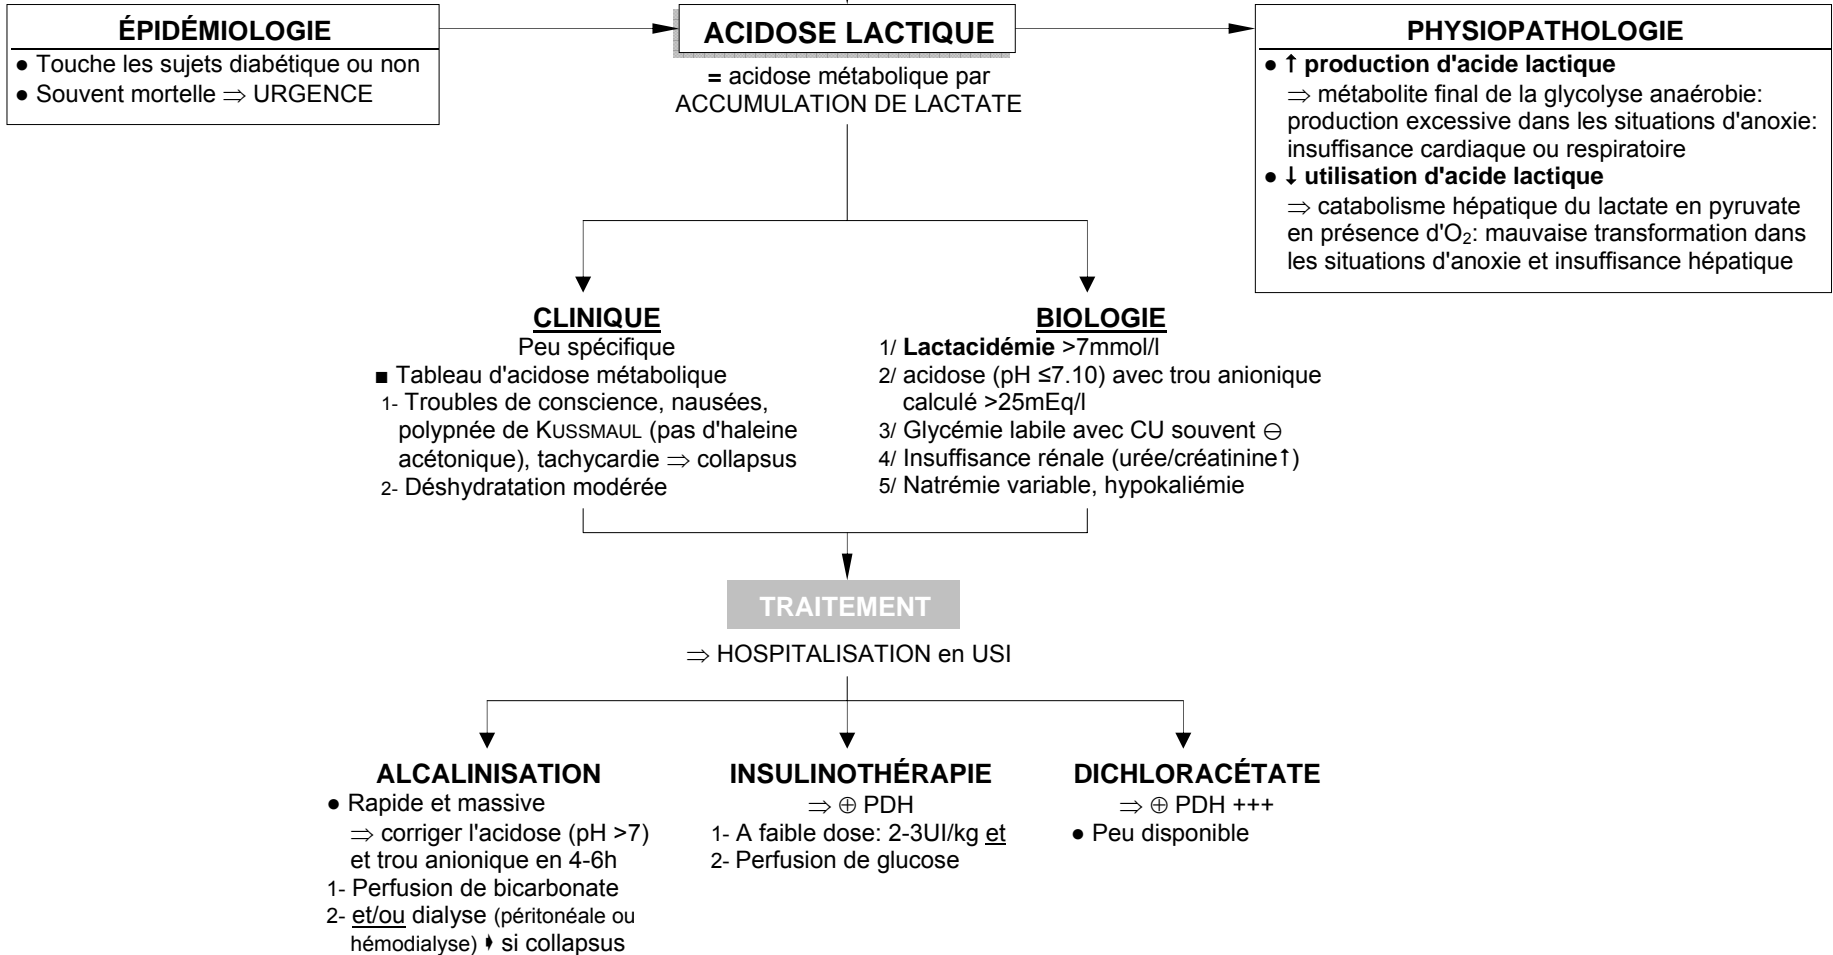 ÉPIDÉMIOLOGIE
● Touche les sujets diabétique ou non
● Souvent mortelle ⇒ URGENCE
ACIDOSE LACTIQUE
= acidose métabolique par
ACCUMULATION DE LACTATE
PHYSIOPATHOLOGIE
● ↑ production d'acide lactique
⇒ métabolite final de la glycolyse anaérobie:
production excessive dans les situations d'anoxie:
insuffisance cardiaque ou respiratoire
● ↓ utilisation d'acide lactique
⇒ catabolisme hépatique du lactate en pyruvate
en présence d'O₂: mauvaise transformation dans
les situations d'anoxie et insuffisance hépatique
CLINIQUE
Peu spécifique
■ Tableau d'acidose métabolique
1- Troubles de conscience, nausées,
polypnée de KUSSMAUL (pas d'haleine
acétonique), tachycardie ⇒ collapsus
2- Déshydratation modérée
BIOLOGIE
1/ Lactacidémie >7mmol/l
2/ acidose (pH ≤7.10) avec trou anionique
calculé >25mEq/l
3/ Glycémie labile avec CU souvent ⊖
4/ Insuffisance rénale (urée/créatinine↑)
5/ Natrémie variable, hypokaliémie
TRAITEMENT
⇒ HOSPITALISATION en USI
ALCALINISATION
● Rapide et massive
⇒ corriger l'acidose (pH >7)
et trou anionique en 4-6h
1- Perfusion de bicarbonate
2- et/ou dialyse (péritonéale ou
hémodialyse) ➧ si collapsus
INSULINOTHÉRAPIE
⇒ ⊕ PDH
1- A faible dose: 2-3UI/kg et
2- Perfusion de glucose
DICHLORACÉTATE
⇒ ⊕ PDH +++
● Peu disponible